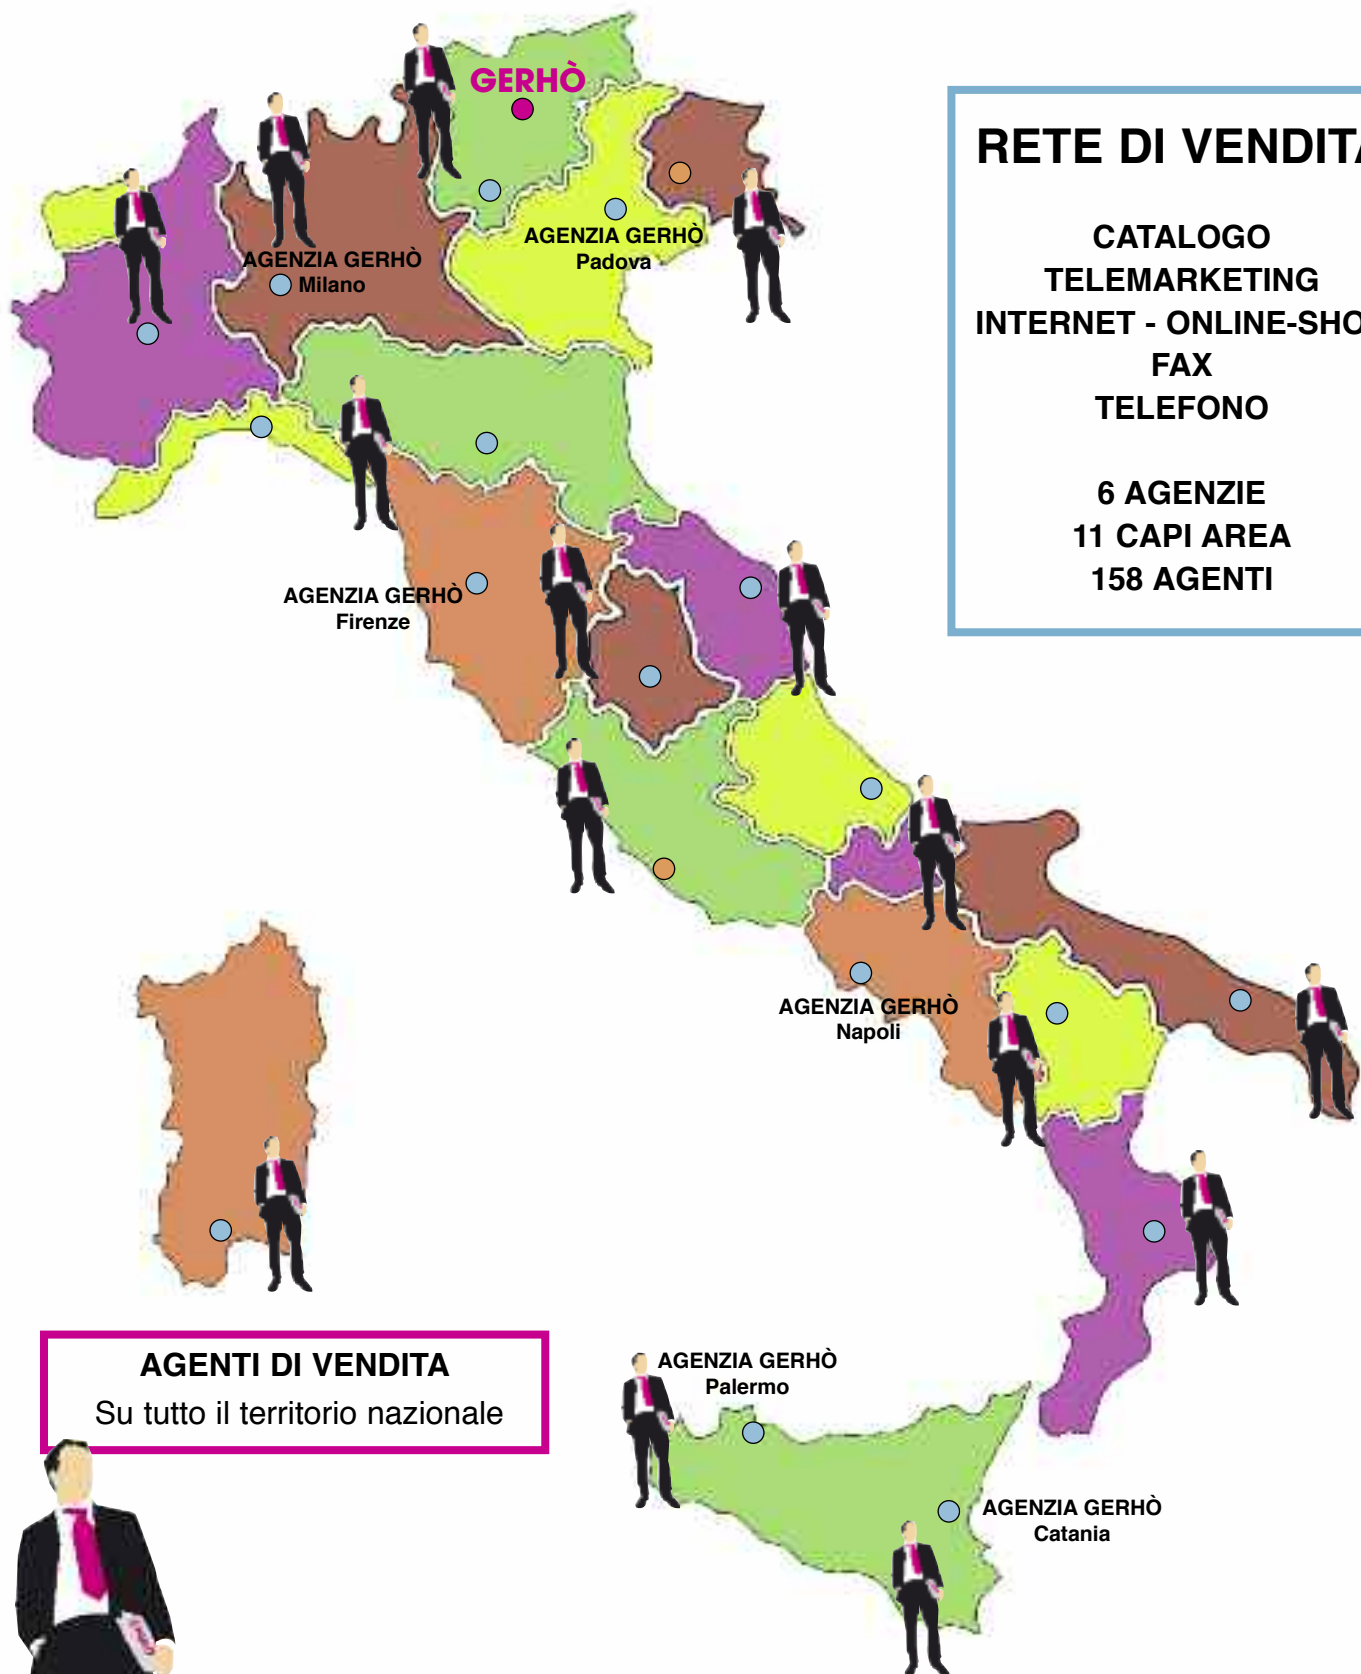 GERHÒ
RETE DI VENDITA
CATALOGO
TELEMARKETING
INTERNET - ONLINE-SHO
FAX
TELEFONO
6 AGENZIE
11 CAPI AREA
158 AGENTI
AGENZIA GERHÒ
Padova
AGENZIA GERHÒ
Milano
AGENZIA GERHÒ
Firenze
AGENZIA GERHÒ
Napoli
AGENTI DI VENDITA
Su tutto il territorio nazionale
AGENZIA GERHÒ
Palermo
AGENZIA GERHÒ
Catania